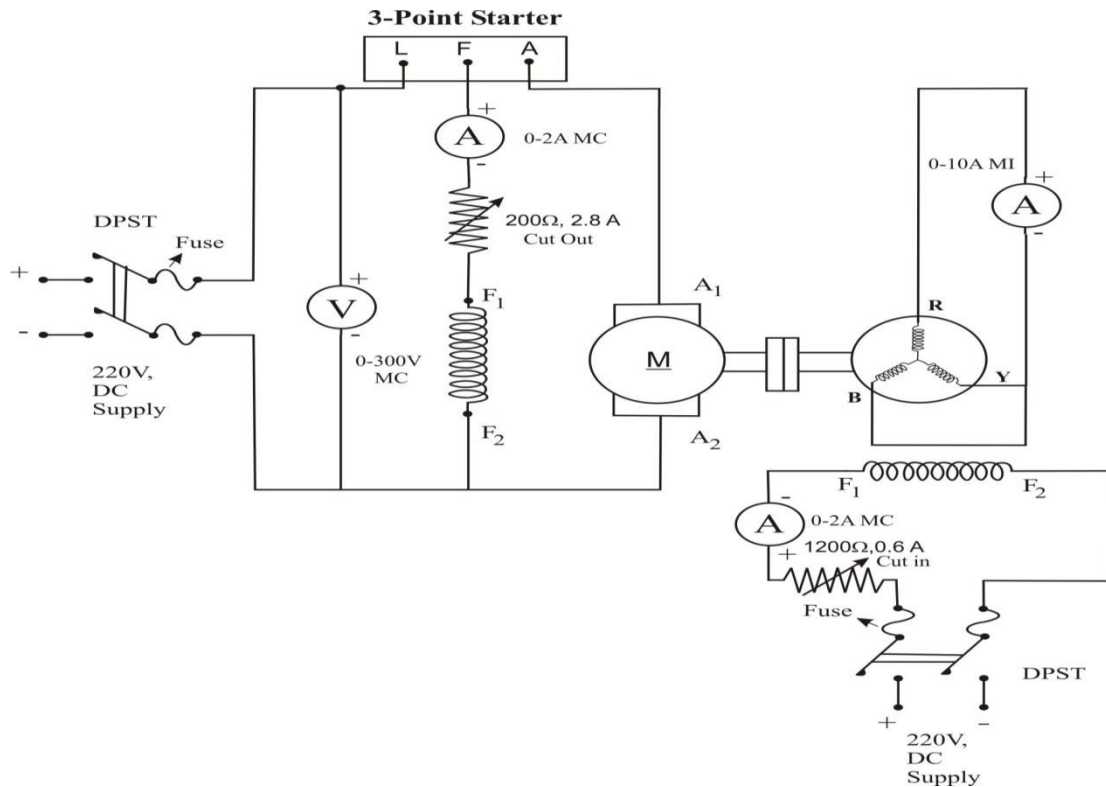 3-Point Starter
L F A
+
A
-
0-2A MC
200Ω, 2.8 A
Cut Out
DPST
Fuse
+
-
220V,
DC
Supply
+
V
-
0-300V
MC
F1
F2
A1
M
A2
0-10A MI
+
A
-
R
Y
B
F1
F2
-
A
+
0-2A MC
1200Ω,0.6 A
Cut in
Fuse
DPST
+
-
220V,
DC
Supply